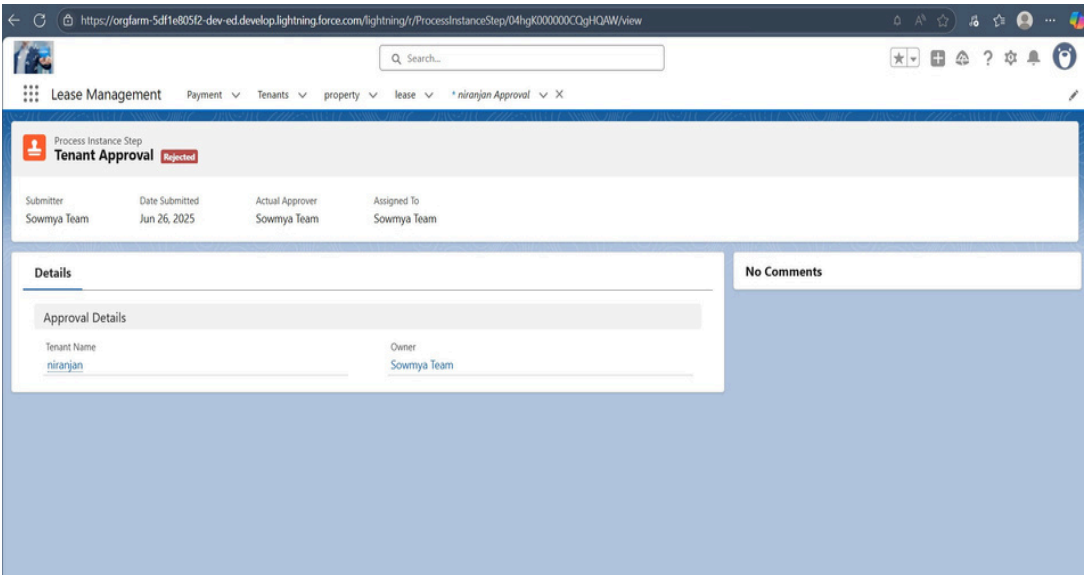 https://orgfarm-5df1e805f2-dev-ed.develop.lightning.force.com/lightning/r/ProcessInstanceStep/04hgK000000CQgHQAW/view
Search...
Lease Management Payment Tenants property lease * niranjan Approval
Process Instance Step
Tenant Approval Rejected
Submitter Date Submitted Actual Approver Assigned To
Sowmya Team Jun 26, 2025 Sowmya Team Sowmya Team
Details
No Comments
Approval Details
Tenant Name Owner
niranjan Sowmya Team